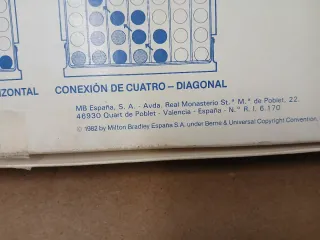 IZONTAL
CONEXIÓN DE CUATRO -- DIAGONAL
MB España, S. A. - Avda. Real Monasterio St.ª M.ª de Poblet, 22.
46930 Quart de Poblet - Valencia - España - N.º R. I. 6.170
© 1982 by Milton Bradley España S.A. under Berne & Universal Copyright Convention.